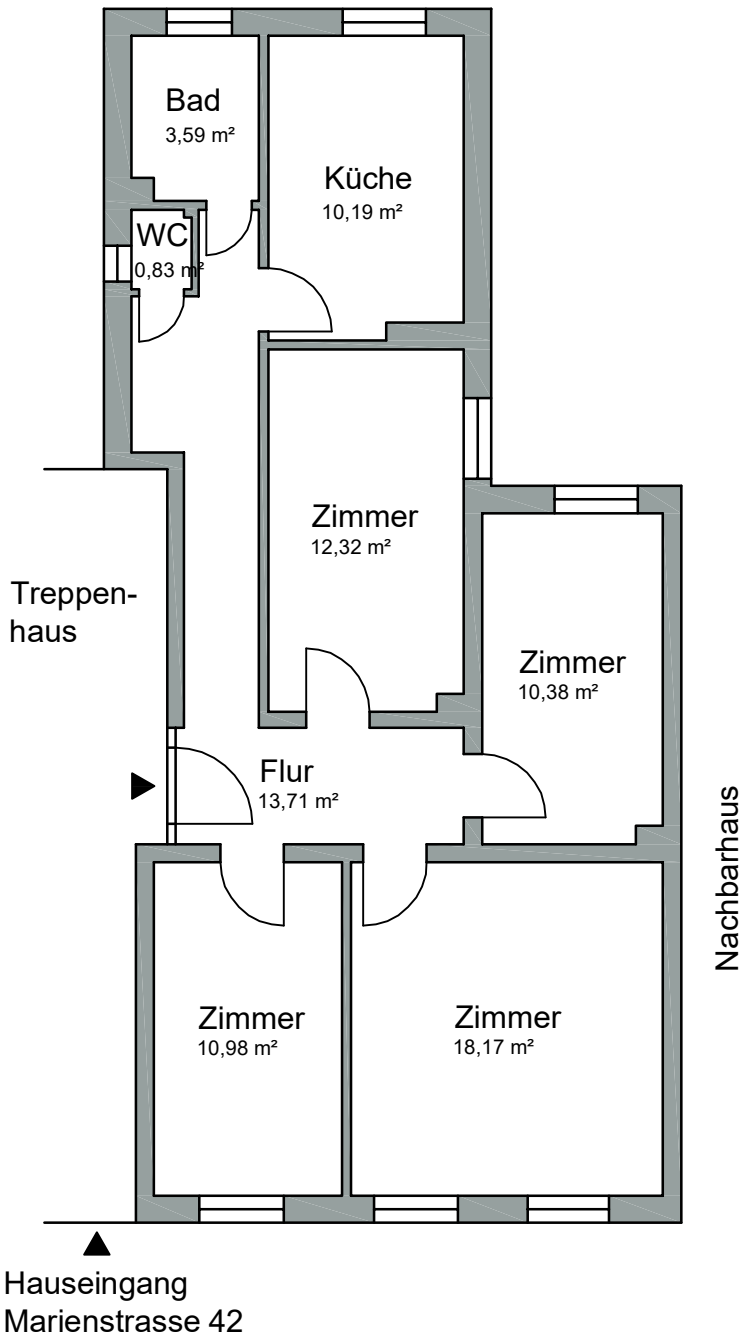 Bad
3,59 m²
Küche
10,19 m²
WC
0,83 m²
Zimmer
12,32 m²
Treppen-
haus
Zimmer
10,38 m²
Flur
13,71 m²
Nachbarhaus
Zimmer
10,98 m²
Zimmer
18,17 m²
Hauseingang
Marienstrasse 42